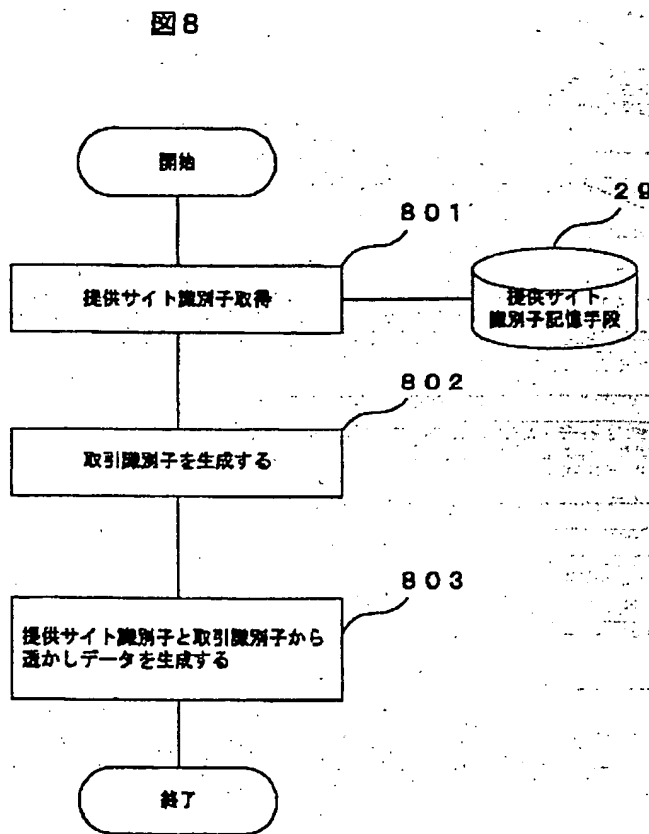 図8
開始
801
29
提供サイト識別子取得
提供サイト
識別子記憶手段
802
取引識別子を生成する
803
提供サイト識別子と取引識別子から
透かしデータを生成する
終了